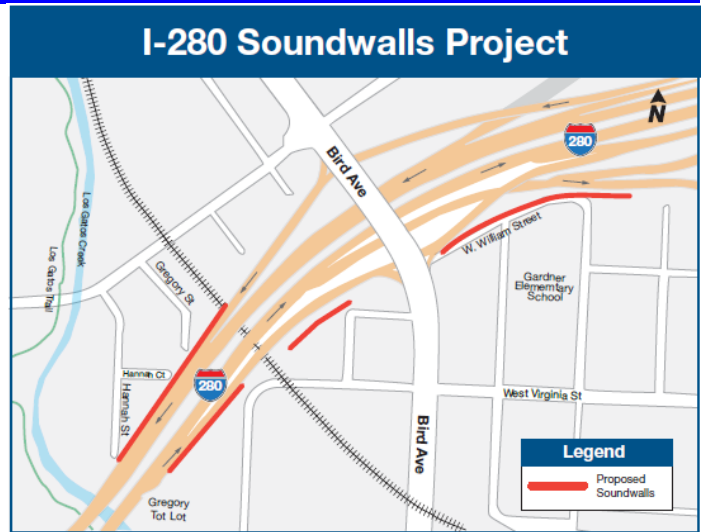 I-280 Soundwalls Project
N
280
Bird Ave
Los Gatos Creek
Los Gatos Trail
Gregory St
W. William Street
Gardner
Elementary
School
Hannah Ct
280
Hannah St
West Virginia St
Bird Ave
Gregory
Tot Lot
Legend
Proposed
Soundwalls